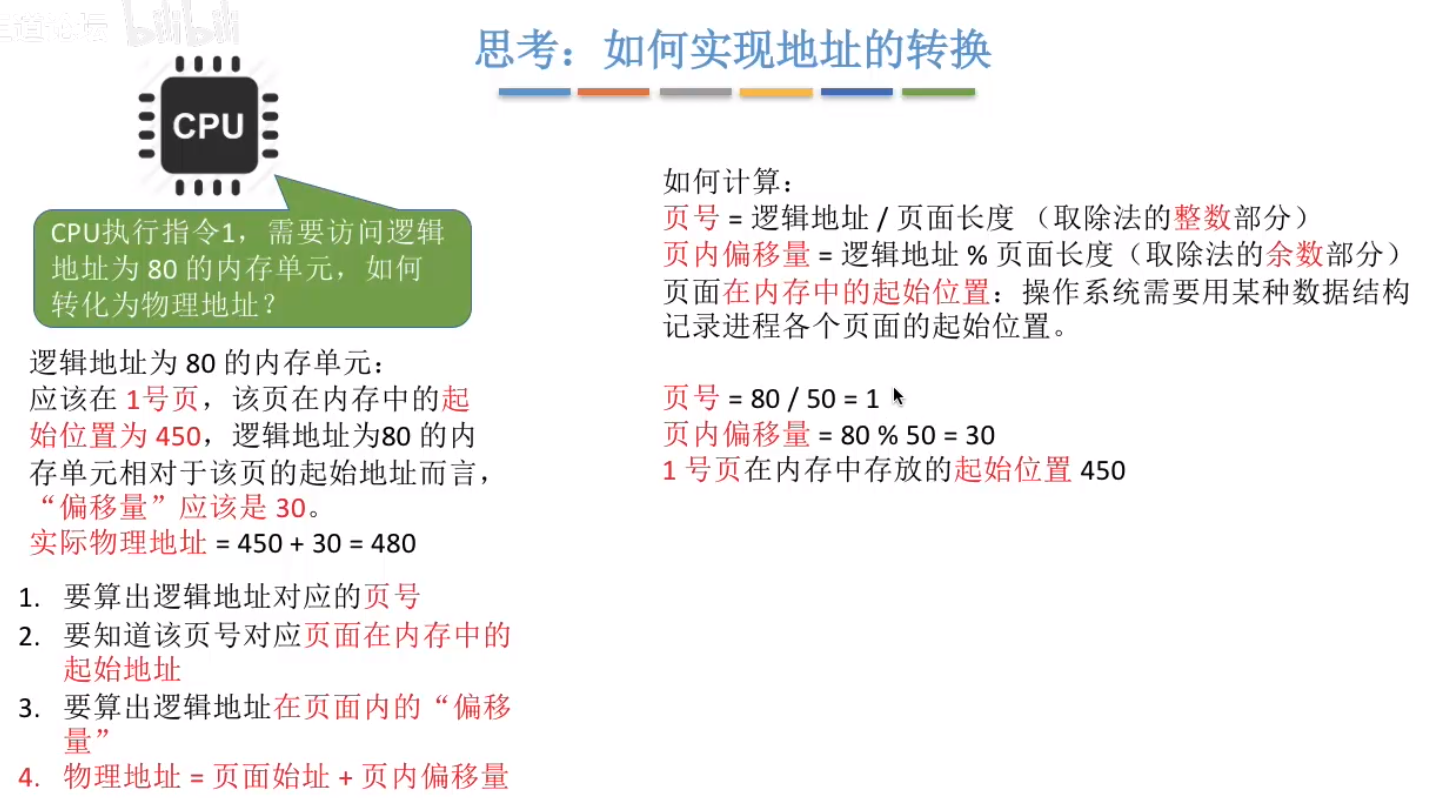 bilibili
思考：如何实现地址的转换
CPU
CPU执行指令1，需要访问逻辑
地址为 80 的内存单元，如何
转化为物理地址？
逻辑地址为 80 的内存单元：
应该在 1号页，该页在内存中的起
始位置为 450，逻辑地址为80 的内
存单元相对于该页的起始地址而言，
“偏移量”应该是 30。
实际物理地址 = 450 + 30 = 480
1. 要算出逻辑地址对应的页号
2. 要知道该页号对应页面在内存中的
起始地址
3. 要算出逻辑地址在页面内的“偏移
量”
4. 物理地址 = 页面始址 + 页内偏移量
如何计算：
页号 = 逻辑地址 / 页面长度 （取除法的整数部分）
页内偏移量 = 逻辑地址 % 页面长度（取除法的余数部分）
页面在内存中的起始位置：操作系统需要用某种数据结构
记录进程各个页面的起始位置。
页号 = 80 / 50 = 1
页内偏移量 = 80 % 50 = 30
1 号页在内存中存放的起始位置 450